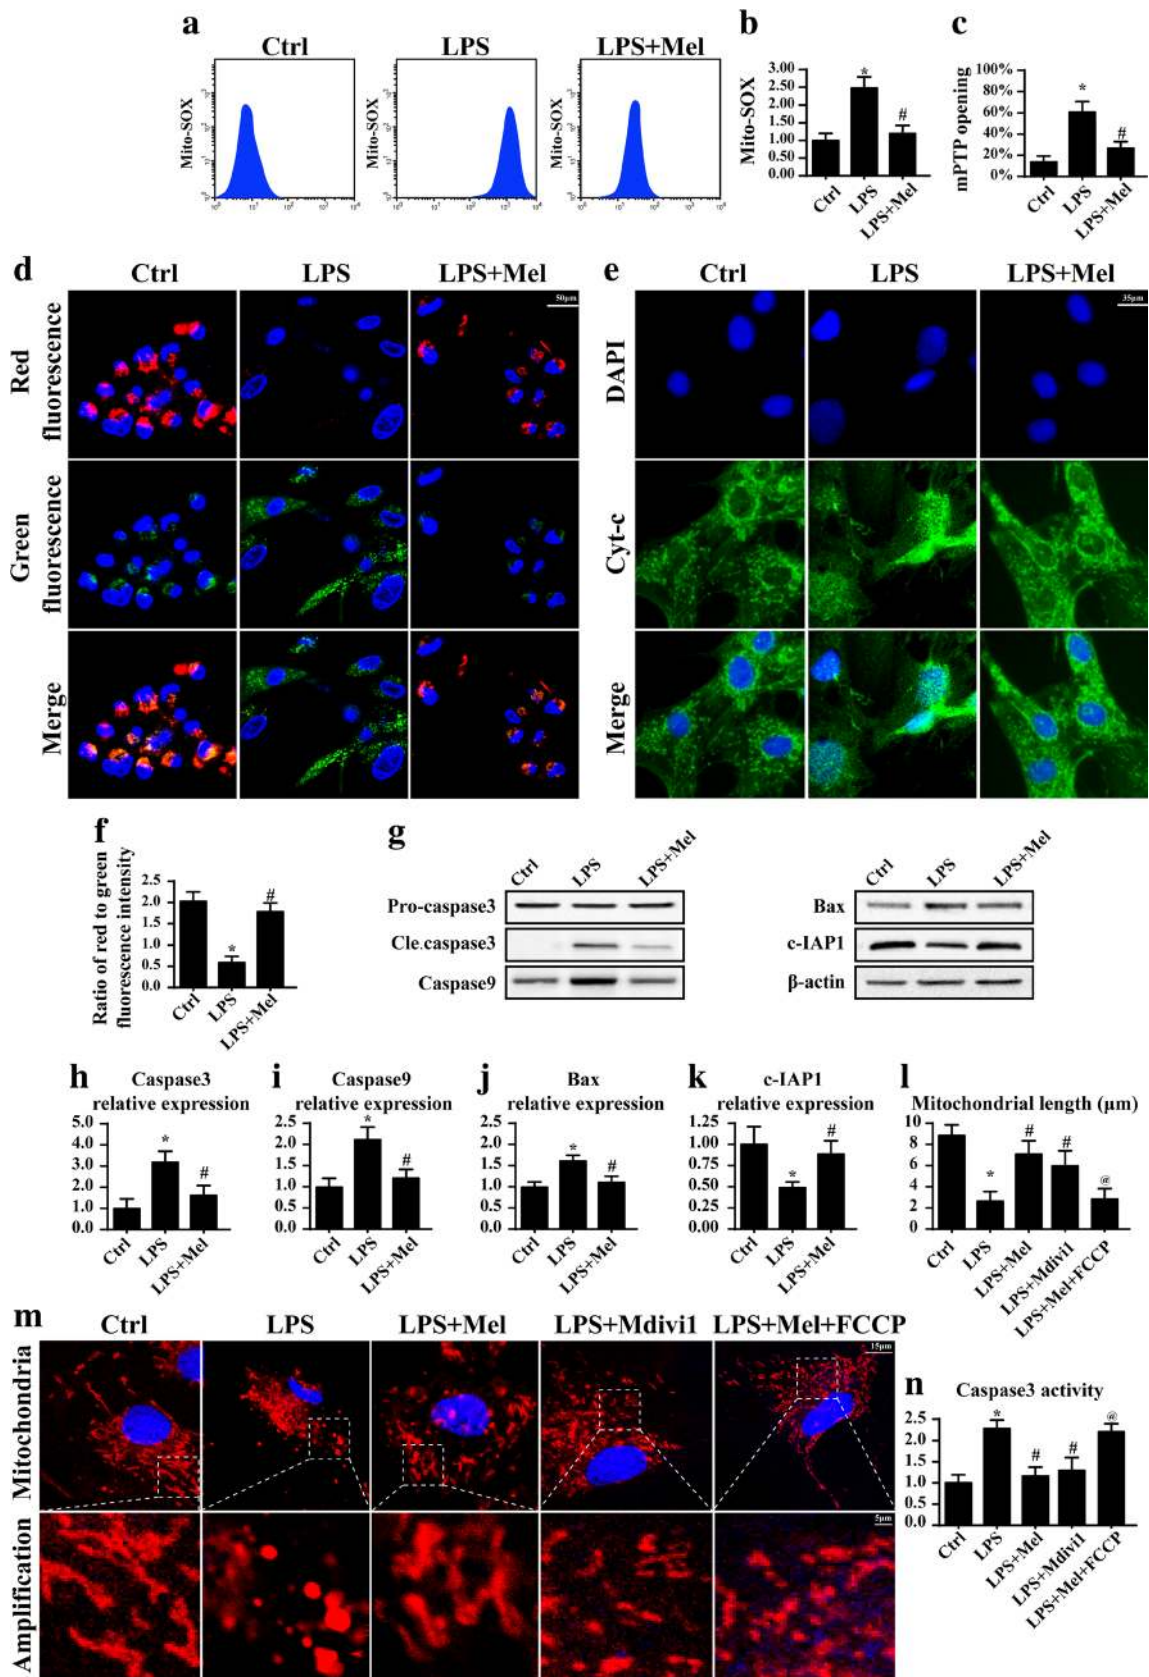 a
Ctrl
LPS
LPS+Mel
Mito-SOX
Mito-SOX
Mito-SOX
b
Mito-SOX
3.00
2.50
2.00
1.50
1.00
0.50
0.00
*
#
Ctrl
LPS
LPS+Mel
c
mPTP opening
100%
80%
60%
40%
20%
0%
*
#
Ctrl
LPS
LPS+Mel
d
Ctrl
LPS
LPS+Mel
50μm
Red
fluorescence
Green
fluorescence
Merge
e
Ctrl
LPS
LPS+Mel
35μm
DAPI
Cyt-c
Merge
f
Ratio of red to green
fluorescence intensity
2.5
2.0
1.5
1.0
0.5
0.0
*
#
Ctrl
LPS
LPS+Mel
g
Ctrl
LPS
LPS+Mel
Pro-caspase3
Cle.caspase3
Caspase9
Ctrl
LPS
LPS+Mel
Bax
c-IAP1
β-actin
h
Caspase3
relative expression
5.0
4.0
3.0
2.0
1.0
0.0
*
#
Ctrl
LPS
LPS+Mel
i
Caspase9
relative expression
2.5
2.0
1.5
1.0
0.5
0.0
*
#
Ctrl
LPS
LPS+Mel
j
Bax
relative expression
2.5
2.0
1.5
1.0
0.5
0.0
*
#
Ctrl
LPS
LPS+Mel
k
c-IAP1
relative expression
1.25
1.00
0.75
0.50
0.25
0.00
*
#
Ctrl
LPS
LPS+Mel
l
Mitochondrial length (μm)
10
8
6
4
2
0
*
#
#
@
Ctrl
LPS
LPS+Mel
LPS+Mdivi1
LPS+Mel+FCCP
m
Ctrl
LPS
LPS+Mel
LPS+Mdivi1
LPS+Mel+FCCP
15μm
Mitochondria
5μm
Amplification
n
Caspase3 activity
2.5
2.0
1.5
1.0
0.5
0.0
*
#
#
@
Ctrl
LPS
LPS+Mel
LPS+Mdivi1
LPS+Mel+FCCP